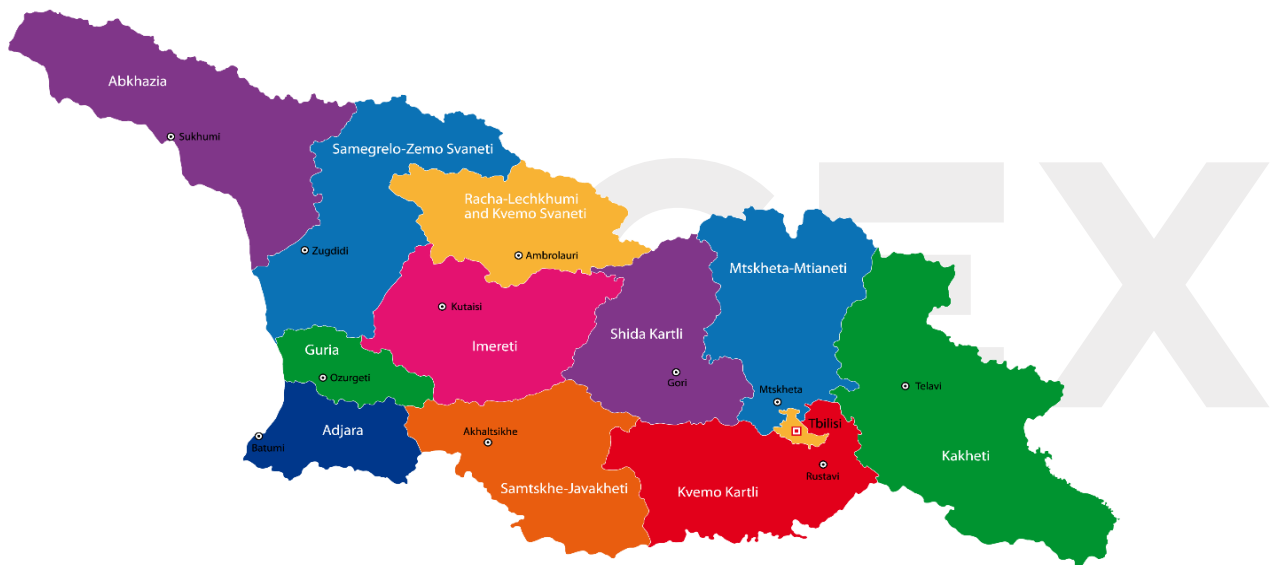 Abkhazia
Sukhumi
Samegrelo-Zemo Svaneti
Racha-Lechkhumi
and Kvemo Svaneti
Zugdidi
Ambrolauri
Mtskheta-Mtianeti
Kutaisi
Shida Kartli
Imereti
Guria
Ozurgeti
Gori
Telavi
Mtskheta
Tbilisi
Adjara
Batumi
Akhaltsikhe
Kakheti
Rustavi
Samtskhe-Javakheti
Kvemo Kartli